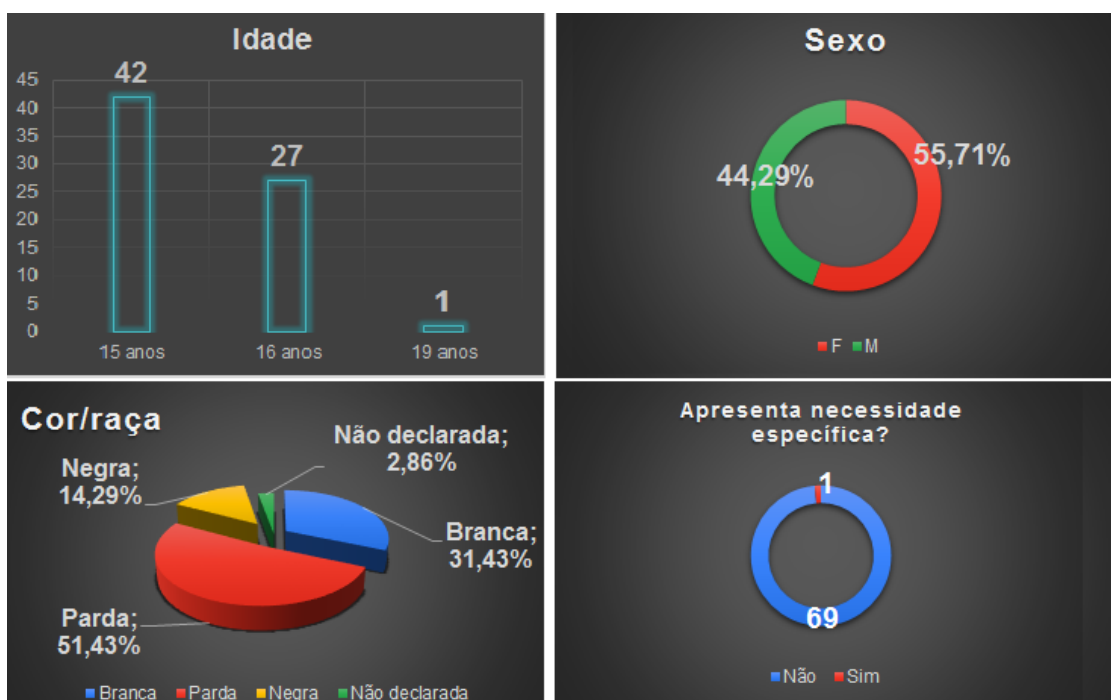 Idade
45
40
35
30
25
20
15
10
5
0
42
27
1
15 anos
16 anos
19 anos
Sexo
44,29%
55,71%
F
M
Cor/raça
Não declarada;
2,86%
Negra;
14,29%
Branca;
31,43%
Parda;
51,43%
Branca
Parda
Negra
Não declarada
Apresenta necessidade
específica?
1
69
Não
Sim